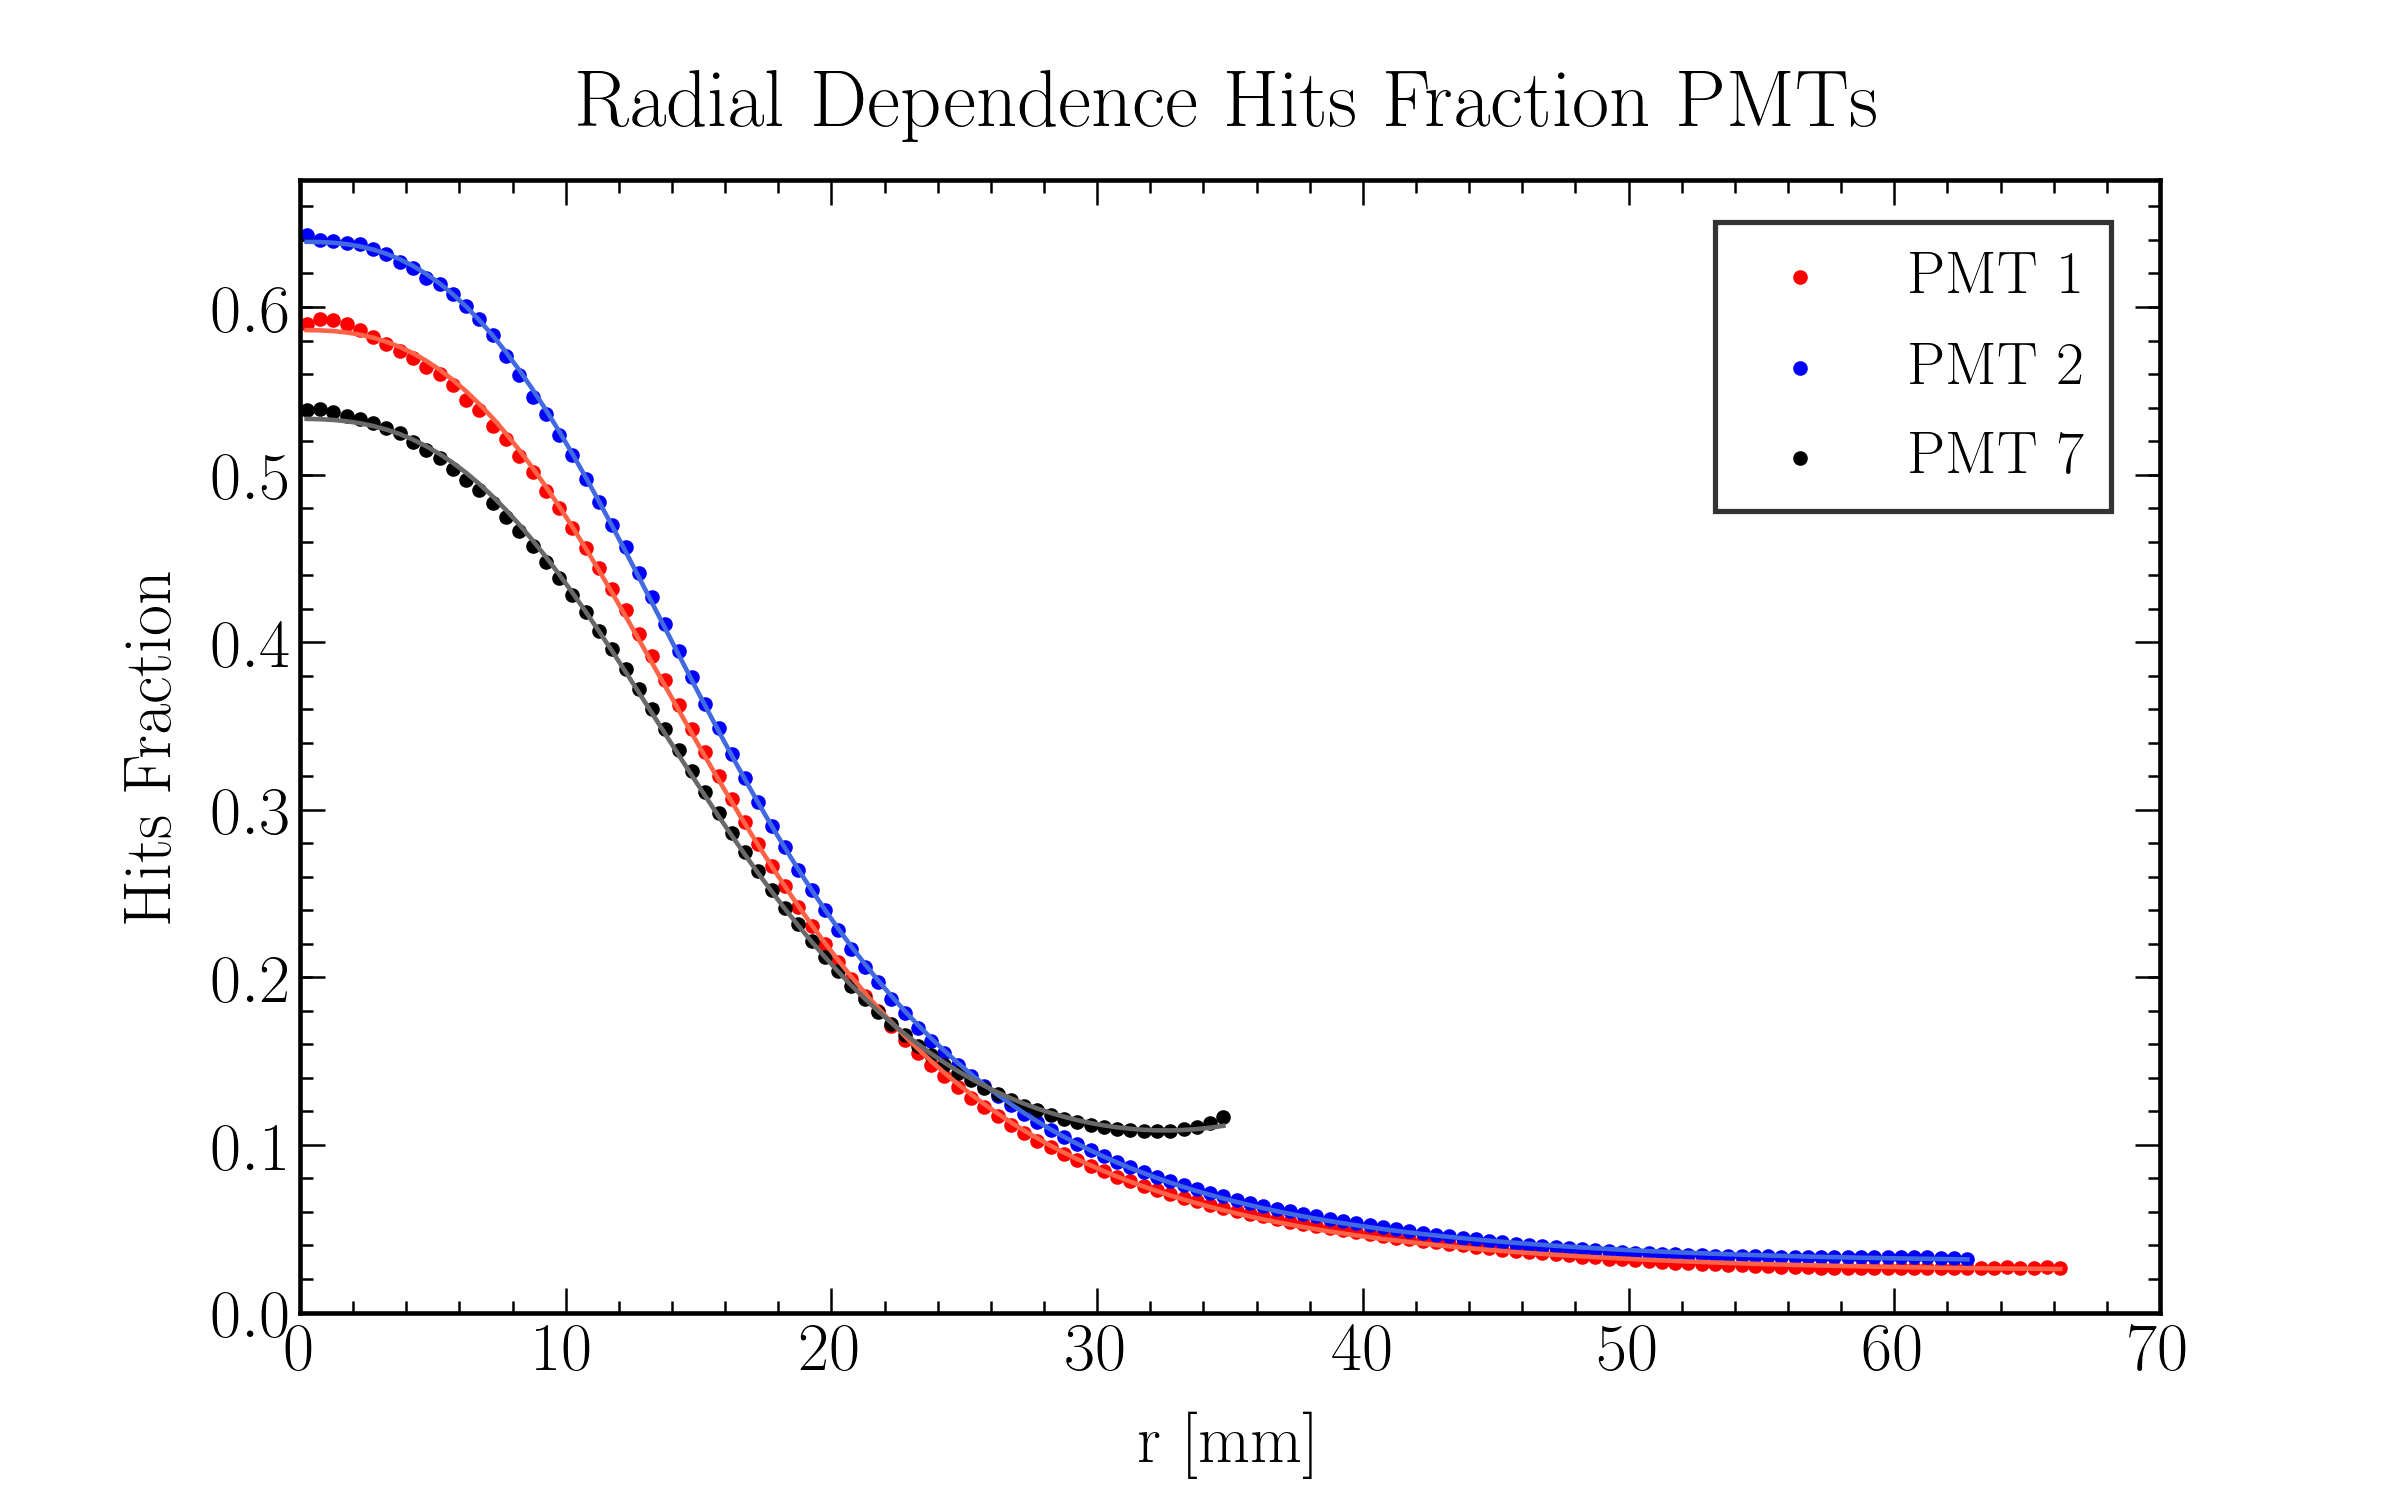 Radial Dependence Hits Fraction PMTs
PMT 1
PMT 2
PMT 7
Hits Fraction
0.6
0.5
0.4
0.3
0.2
0.1
0.0
0 10 20 30 40 50 60 70
r [mm]